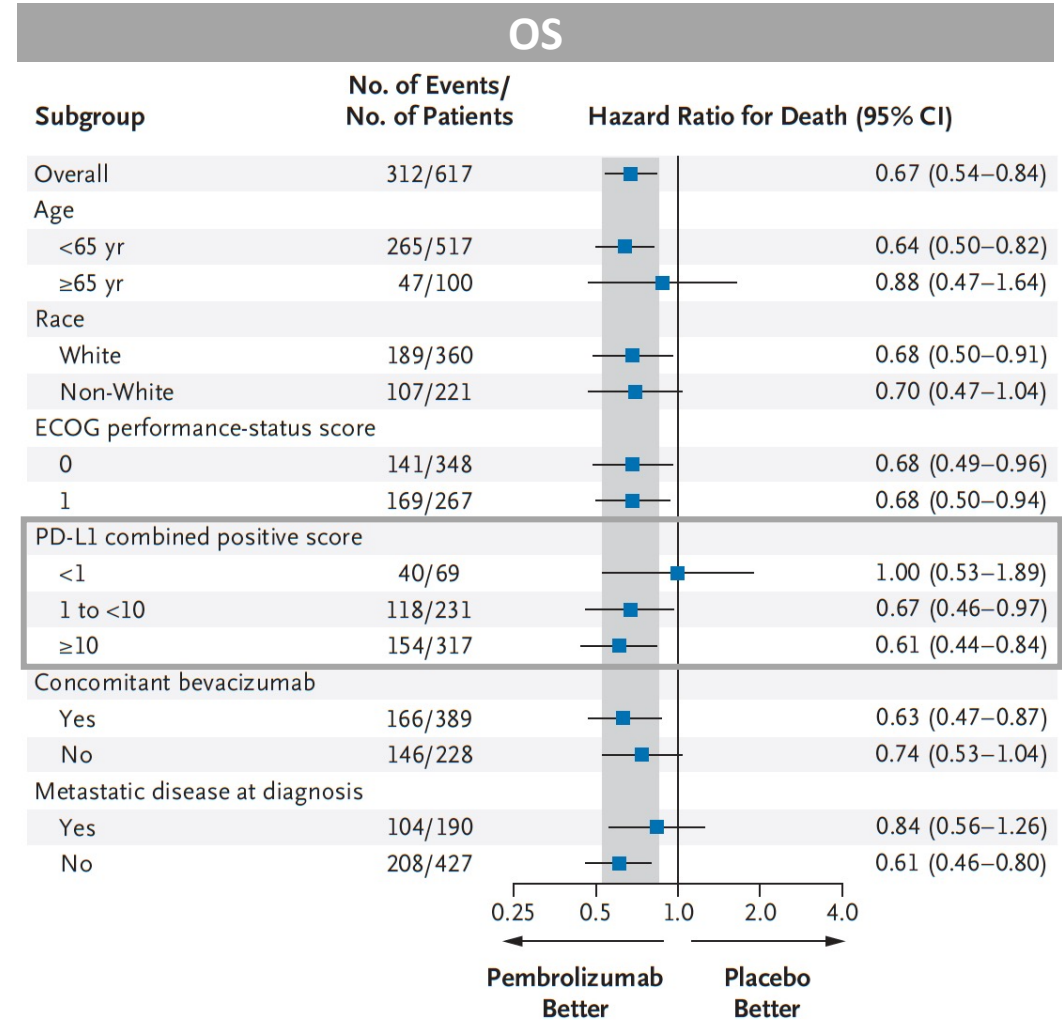 OS
No. of Events/
Subgroup No. of Patients Hazard Ratio for Death (95% CI)
Overall 312/617 0.67 (0.54–0.84)
Age
<65 yr 265/517 0.64 (0.50–0.82)
≥65 yr 47/100 0.88 (0.47–1.64)
Race
White 189/360 0.68 (0.50–0.91)
Non-White 107/221 0.70 (0.47–1.04)
ECOG performance-status score
0 141/348 0.68 (0.49–0.96)
1 169/267 0.68 (0.50–0.94)
PD-L1 combined positive score
<1 40/69 1.00 (0.53–1.89)
1 to <10 118/231 0.67 (0.46–0.97)
≥10 154/317 0.61 (0.44–0.84)
Concomitant bevacizumab
Yes 166/389 0.63 (0.47–0.87)
No 146/228 0.74 (0.53–1.04)
Metastatic disease at diagnosis
Yes 104/190 0.84 (0.56–1.26)
No 208/427 0.61 (0.46–0.80)
0.25 0.5 1.0 2.0 4.0
Pembrolizumab Placebo
Better Better